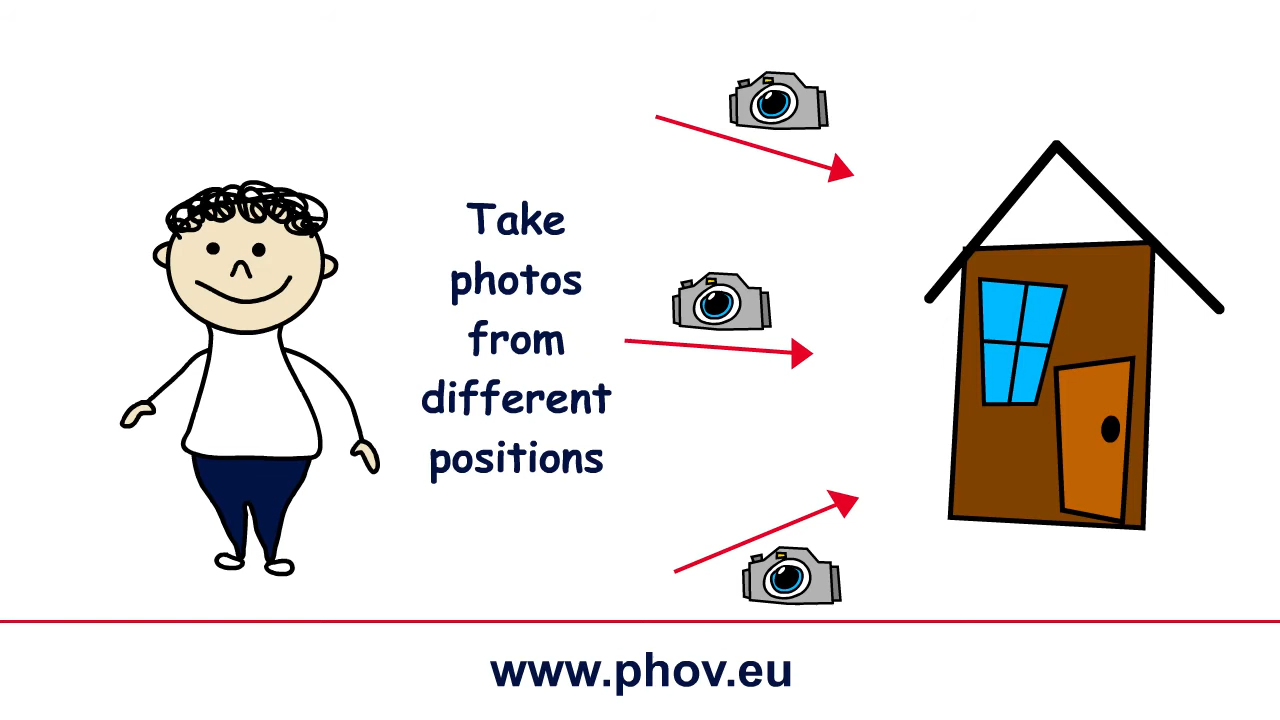 Take
photos
from
different
positions
www.phov.eu